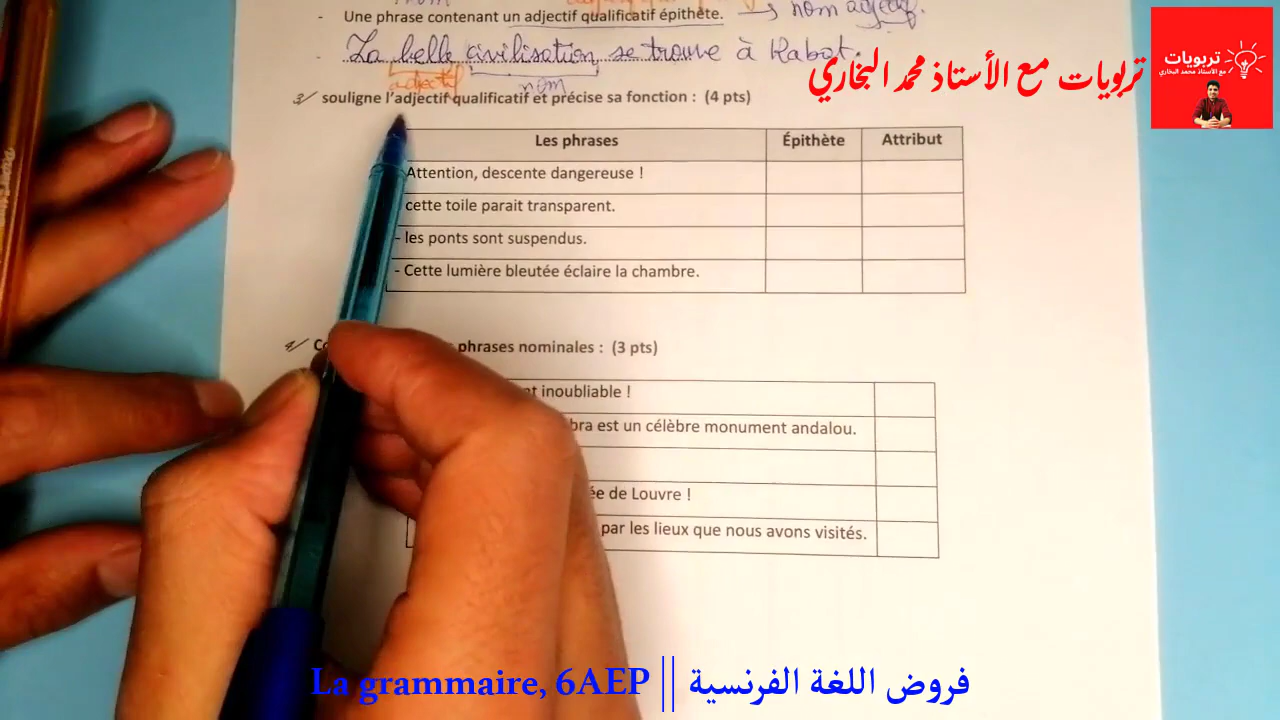 - Une phrase contenant un adjectif qualificatif épithète. → nom adjectif.
- La belle civilisation, se trouve à Rabat.
adjectif nom
3/ souligne l'adjectif qualificatif et précise sa fonction : (4 pts)
Les phrases Épithète Attribut
Attention, descente dangereuse !
cette toile parait transparent.
- les ponts sont suspendus.
- Cette lumière bleutée éclaire la chambre.
4/ phrases nominales : (3 pts)
inoubliable !
est un célèbre monument andalou.
de Louvre !
par les lieux que nous avons visités.
تربويات مع الأستاذ محمد البخاري
تربويات
مع الأستاذ محمد البخاري
La grammaire, 6AEP || فروض اللغة الفرنسية